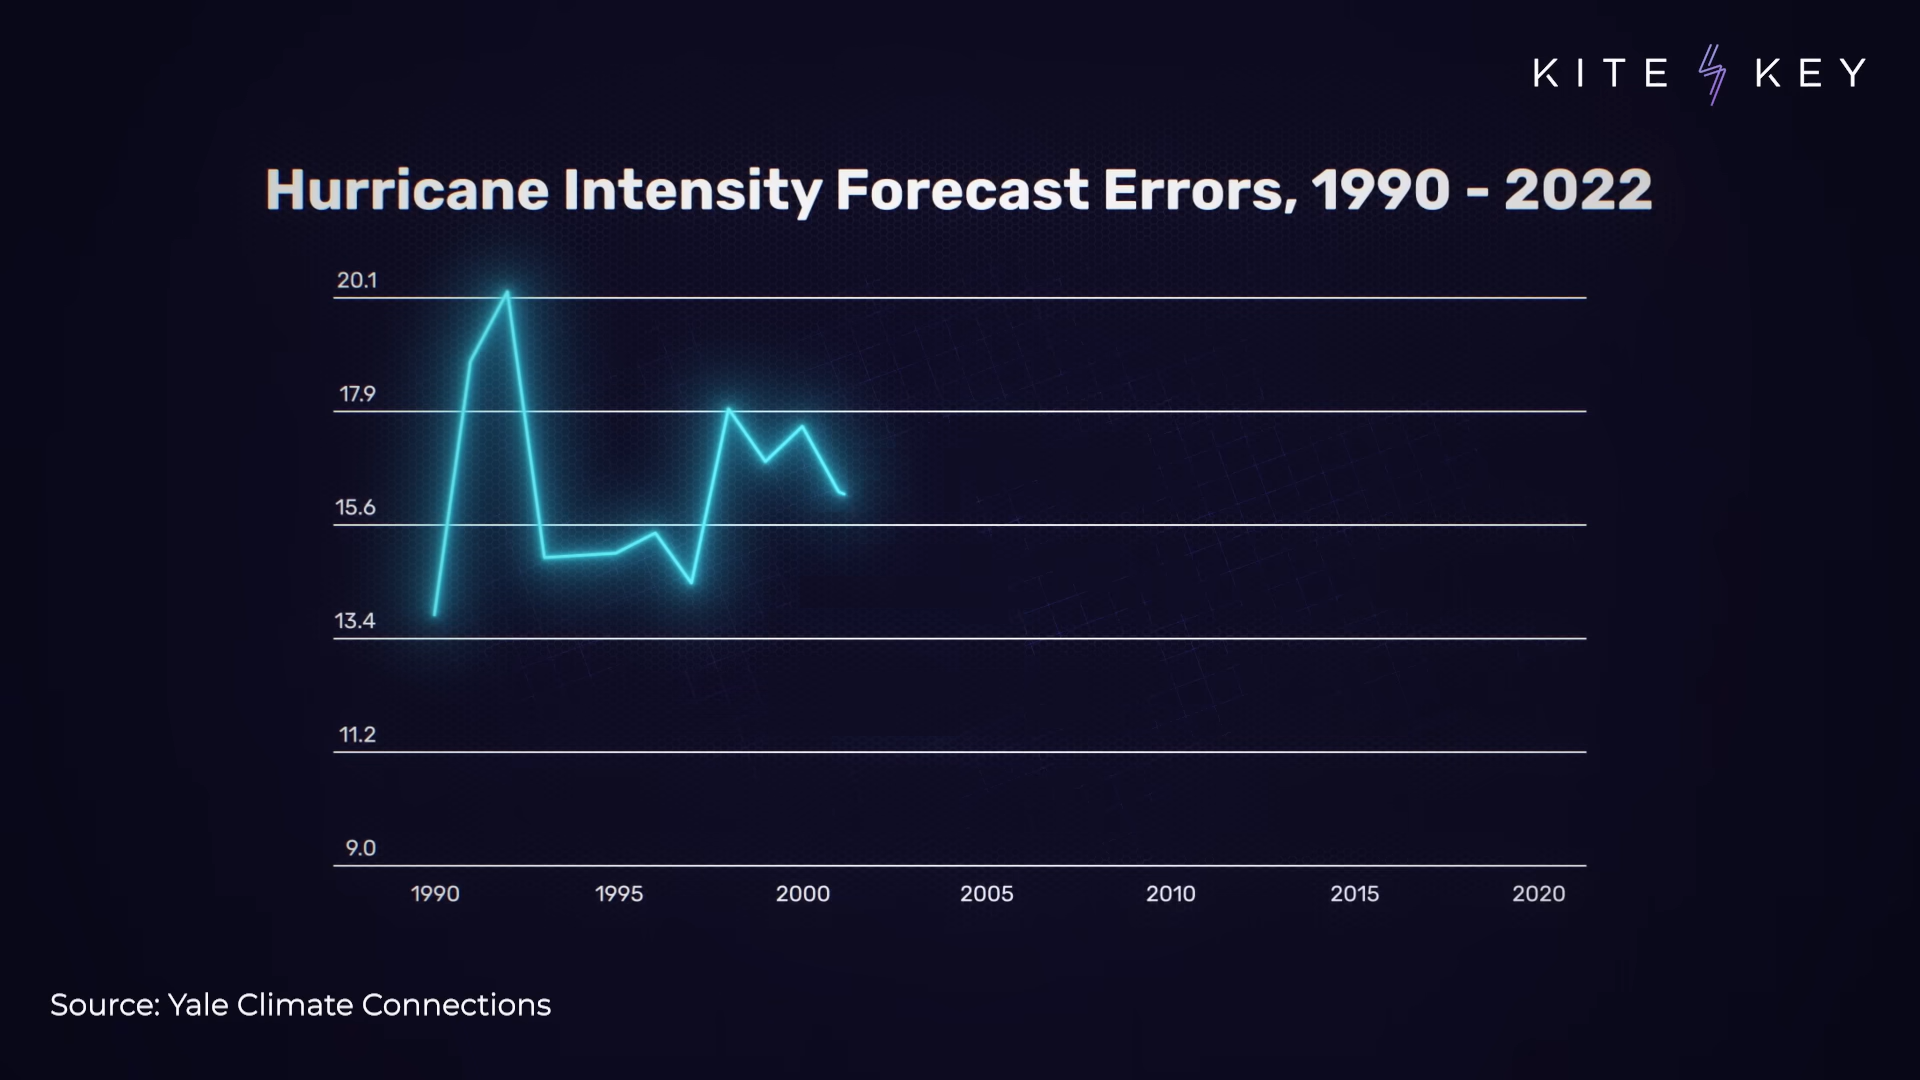 KITE KEY
Hurricane Intensity Forecast Errors, 1990 - 2022
20.1
17.9
15.6
13.4
11.2
9.0
1990 1995 2000 2005 2010 2015 2020
Source: Yale Climate Connections